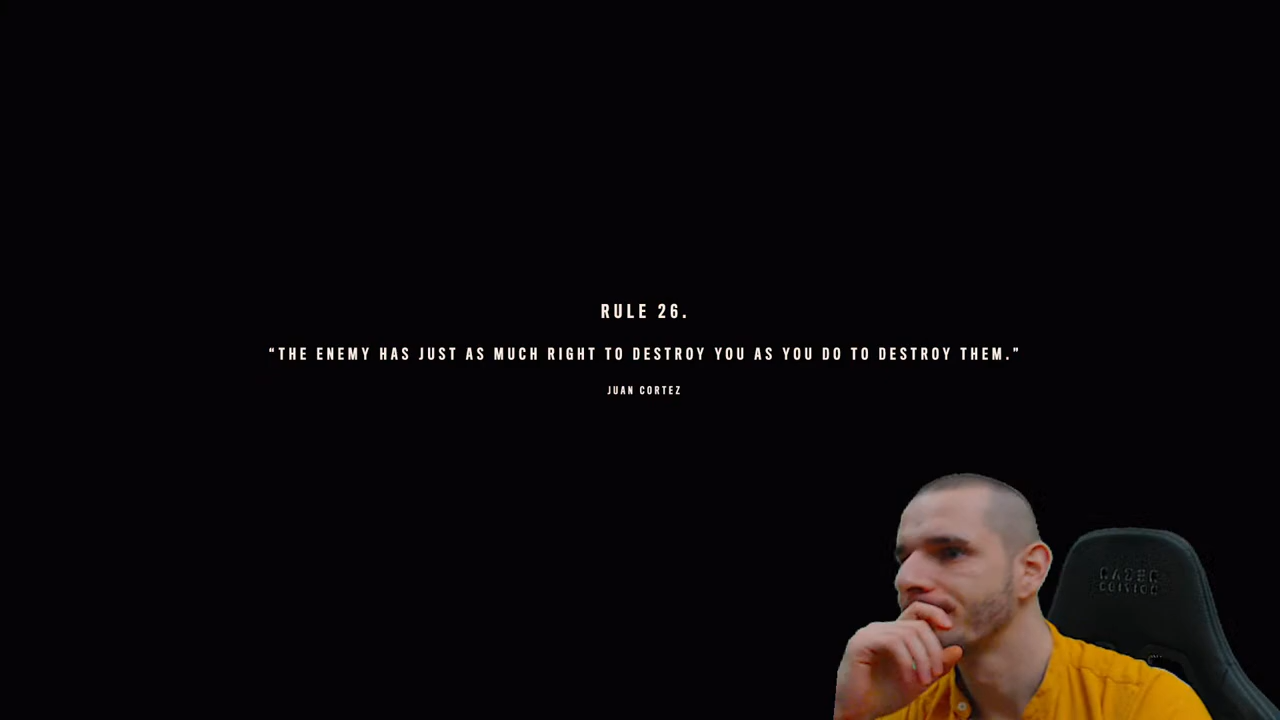 RULE 26.
“THE ENEMY HAS JUST AS MUCH RIGHT TO DESTROY YOU AS YOU DO TO DESTROY THEM.”
JUAN CORTEZ